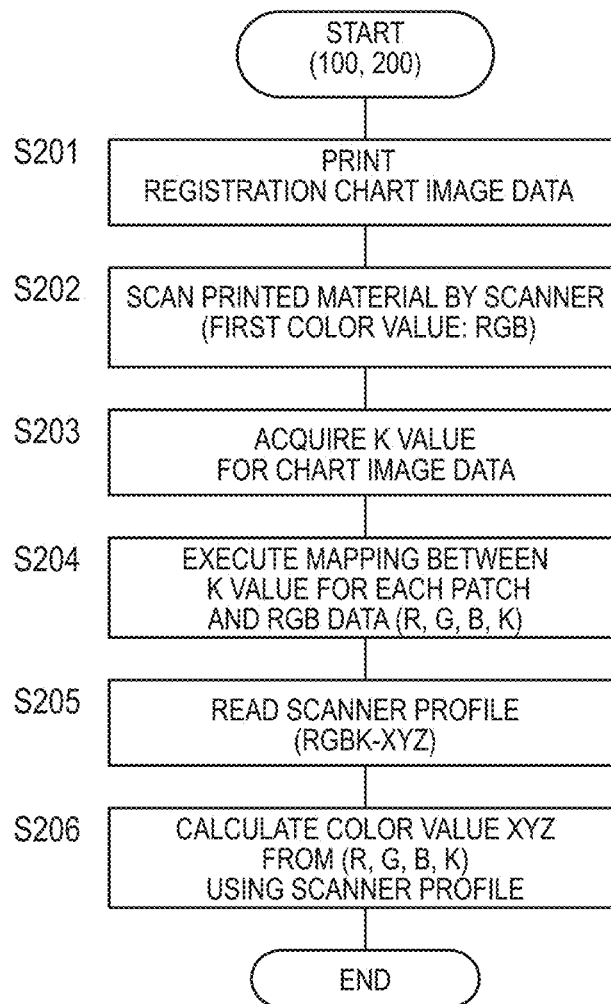 START
(100, 200)
S201
PRINT
REGISTRATION CHART IMAGE DATA
S202
SCAN PRINTED MATERIAL BY SCANNER
(FIRST COLOR VALUE: RGB)
S203
ACQUIRE K VALUE
FOR CHART IMAGE DATA
S204
EXECUTE MAPPING BETWEEN
K VALUE FOR EACH PATCH
AND RGB DATA (R, G, B, K)
S205
READ SCANNER PROFILE
(RGBK-XYZ)
S206
CALCULATE COLOR VALUE XYZ
FROM (R, G, B, K)
USING SCANNER PROFILE
END